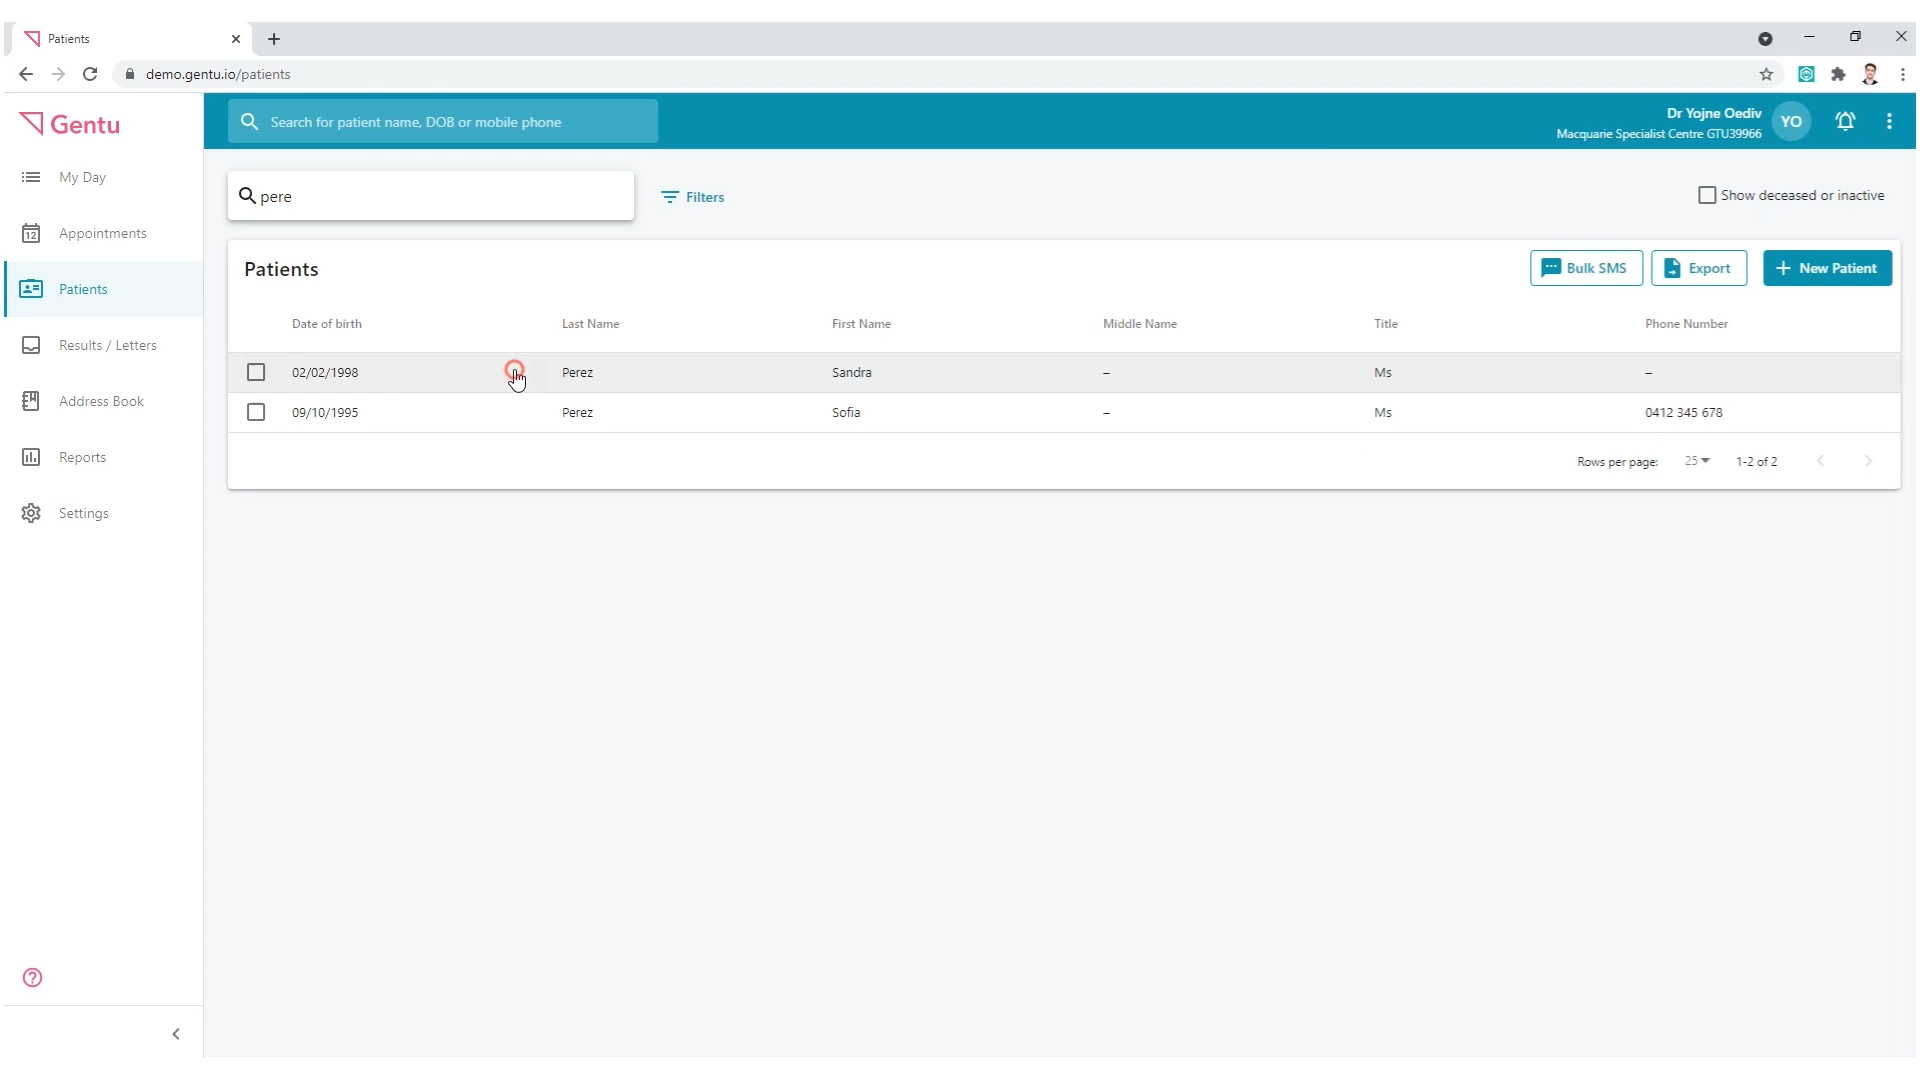 Patients
demo.gentu.io/patients
Gentu
Search for patient name, DOB or mobile phone
Dr Yojne Oediv
Macquarie Specialist Centre GTU39966
YO
My Day
Appointments
12
Patients
Results / Letters
Address Book
Reports
Settings
pere
Filters
Show deceased or inactive
Patients
Bulk SMS
Export
New Patient
Date of birth Last Name First Name Middle Name Title Phone Number
02/02/1998 Perez Sandra – Ms –
09/10/1995 Perez Sofia – Ms 0412 345 678
Rows per page: 25 1-2 of 2